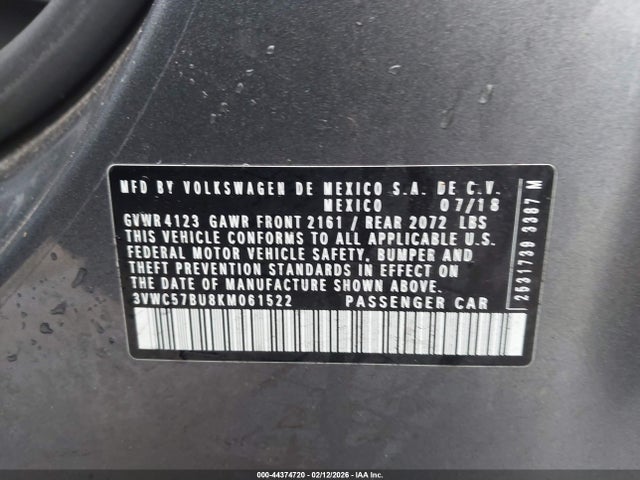 MFD BY VOLKSWAGEN DE MEXICO S.A. DE C.V.
MEXICO 07/18
GVWR 4123 GAWR FRONT 2161 / REAR 2072 LBS
THIS VEHICLE CONFORMS TO ALL APPLICABLE U.S.
FEDERAL MOTOR VEHICLE SAFETY, BUMPER AND
THEFT PREVENTION STANDARDS IN EFFECT ON THE
DATE OF MANUFACTURE SHOWN ABOVE.
3VWC57BU8KM061522 PASSENGER CAR
2531739 3387 M
000-44374720 - 02/12/2026 - IAA Inc.